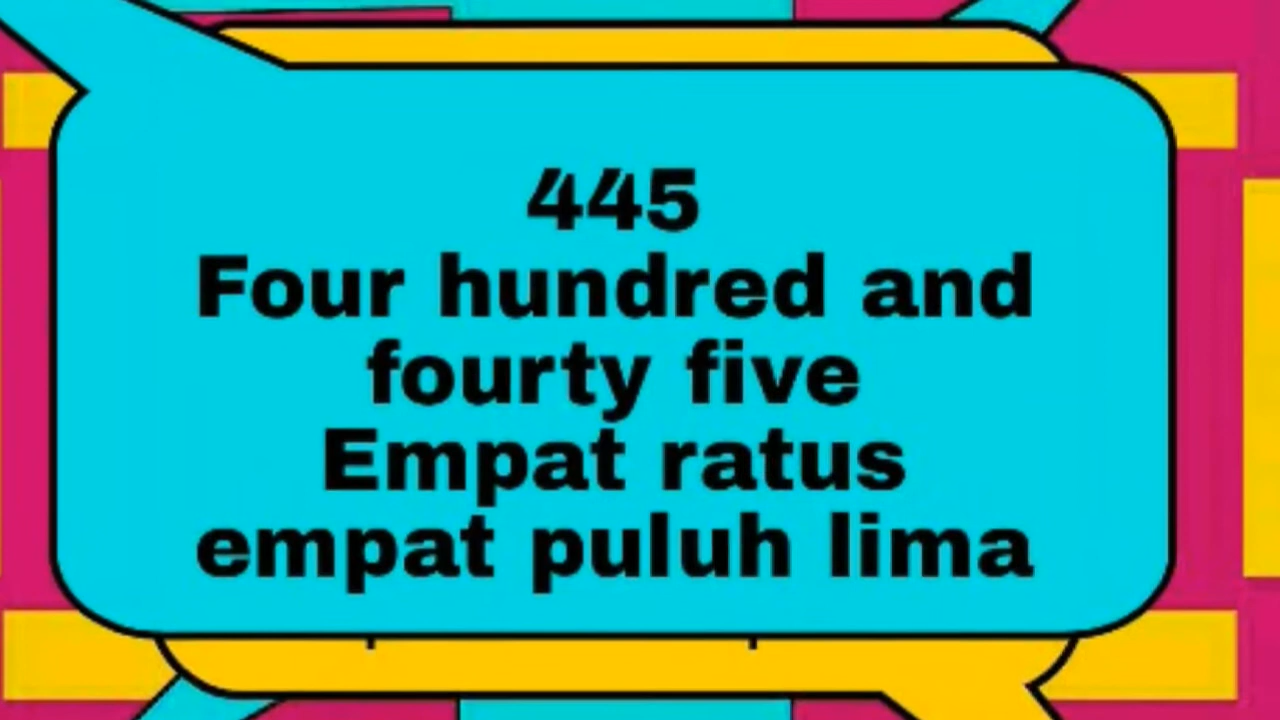 445
Four hundred and
fourty five
Empat ratus
empat puluh lima